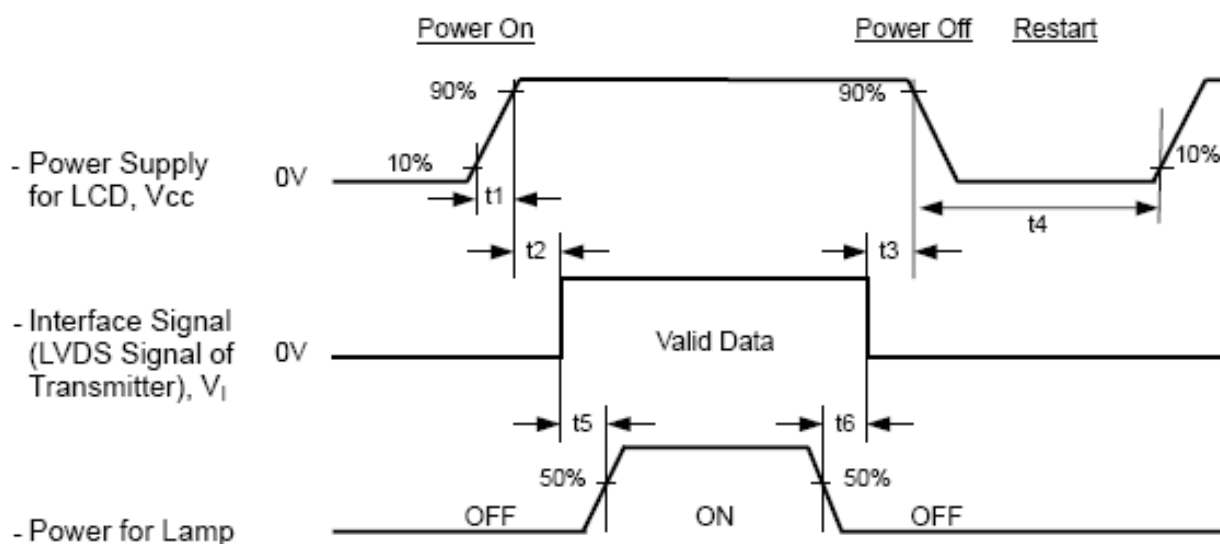 Power On
Power Off
Restart
90%
90%
- Power Supply
for LCD, Vcc
0V
10%
10%
t1
t4
t2
t3
- Interface Signal
(LVDS Signal of
Transmitter), VI
0V
Valid Data
t5
t6
50%
50%
- Power for Lamp
OFF
ON
OFF